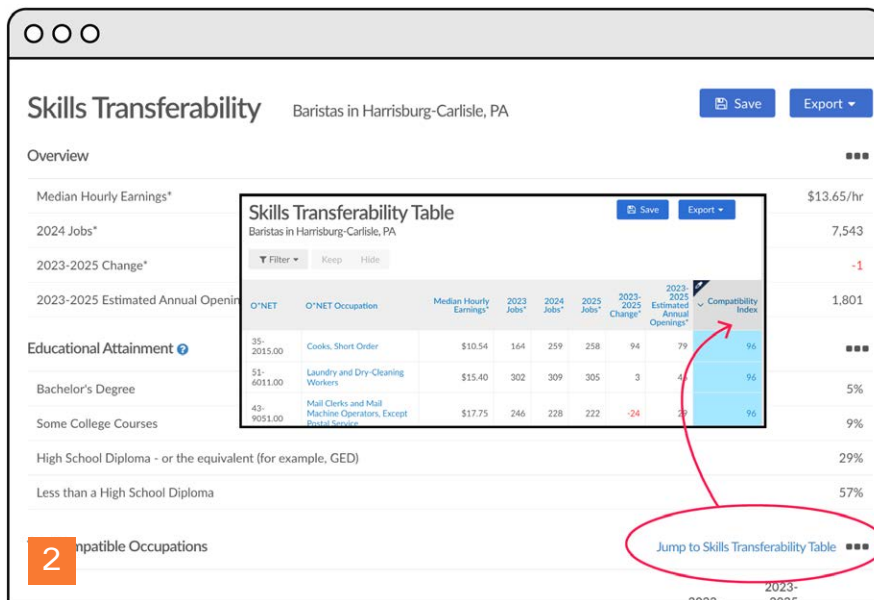 Skills Transferability Baristas in Harrisburg-Carlisle, PA Save Export
Overview
Median Hourly Earnings* $13.65/hr
2024 Jobs* 7,543
2023-2025 Change* -1
2023-2025 Estimated Annual Openin 1,801
Educational Attainment
Bachelor's Degree 5%
Some College Courses 9%
High School Diploma - or the equivalent (for example, GED) 29%
Less than a High School Diploma 57%
Skills Transferability Table Save Export
Baristas in Harrisburg-Carlisle, PA
Filter Keep Hide
O*NET
O*NET Occupation
Median Hourly
Earnings*
2023
Jobs*
2024
Jobs*
2025
Jobs*
2023-
2025
Change*
2023-
2025
Estimated
Annual
Openings*
Compatibility
Index
35-
2015.00
Cooks, Short Order $10.54 164 259 258 94 79 96
51-
6011.00
Laundry and Dry-Cleaning
Workers
$15.40 302 309 305 3 96
43-
9051.00
Mail Clerks and Mail
Machine Operators, Except
Postal Service
$17.75 246 228 222 -24 96
2
mpatible Occupations Jump to Skills Transferability Table
2023-